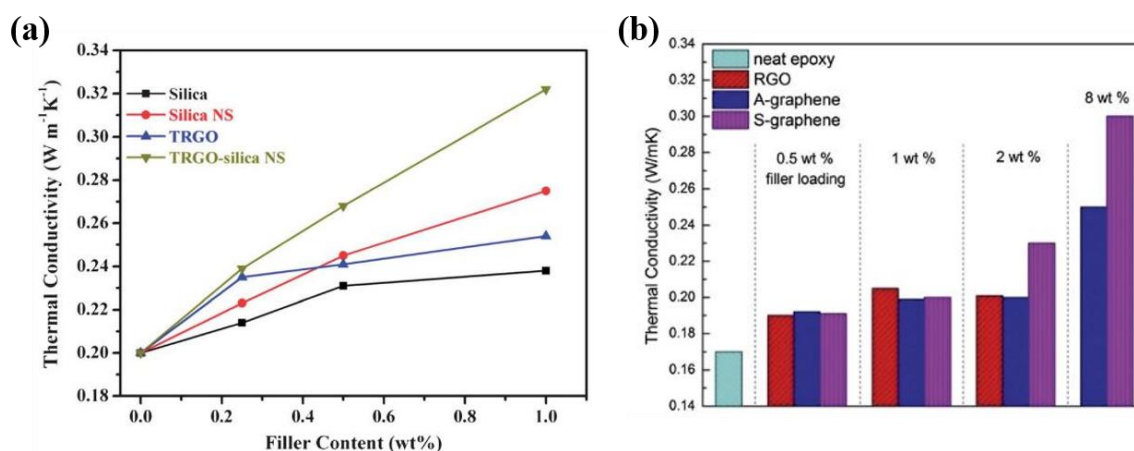 (a)
Thermal Conductivity (W m⁻¹K⁻¹)
0.34
0.32
0.30
0.28
0.26
0.24
0.22
0.20
0.18
Silica
Silica NS
TRGO
TRGO-silica NS
0.0 0.2 0.4 0.6 0.8 1.0
Filler Content (wt%)
(b)
Thermal Conductivity (W/mK)
0.34
0.32
0.30
0.28
0.26
0.24
0.22
0.20
0.18
0.16
0.14
neat epoxy
RGO
A-graphene
S-graphene
0.5 wt %
filler loading
1 wt %
2 wt %
8 wt %